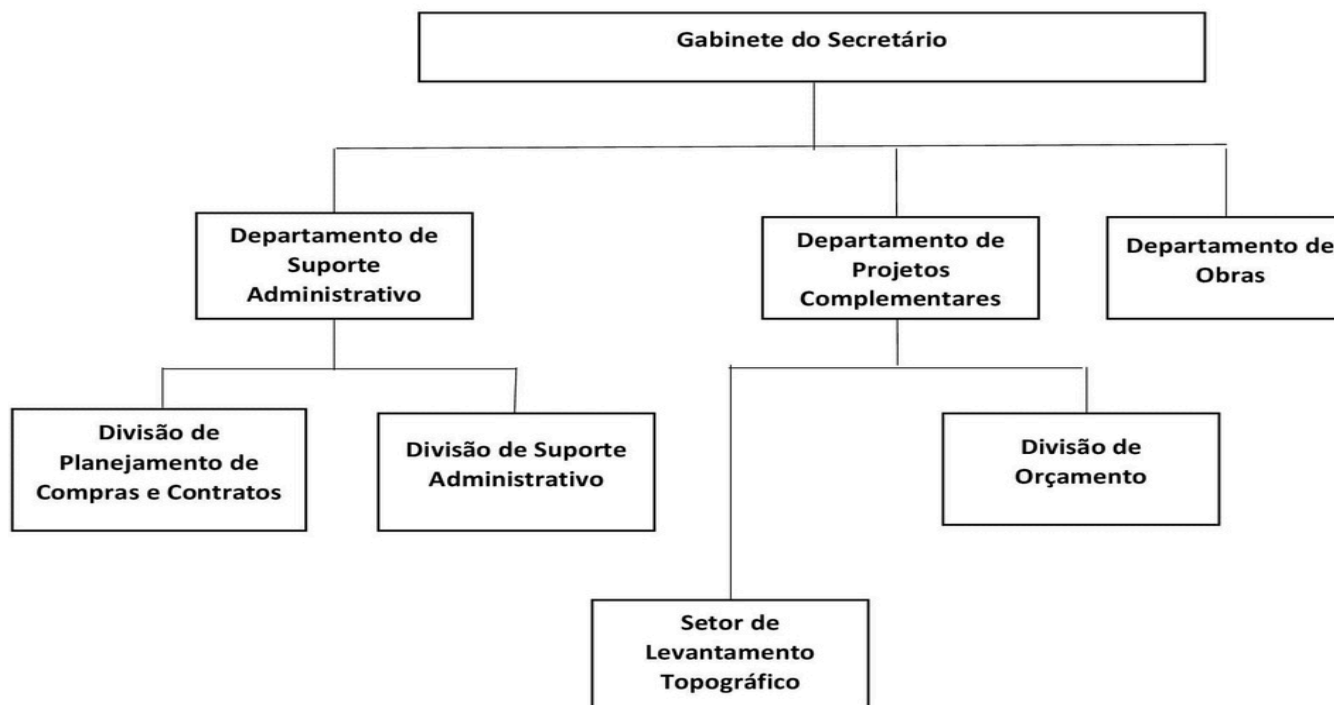 Gabinete do Secretário
Departamento de
Suporte
Administrativo
Departamento de
Projetos
Complementares
Departamento de
Obras
Divisão de
Planejamento de
Compras e Contratos
Divisão de Suporte
Administrativo
Divisão de
Orçamento
Setor de
Levantamento
Topográfico